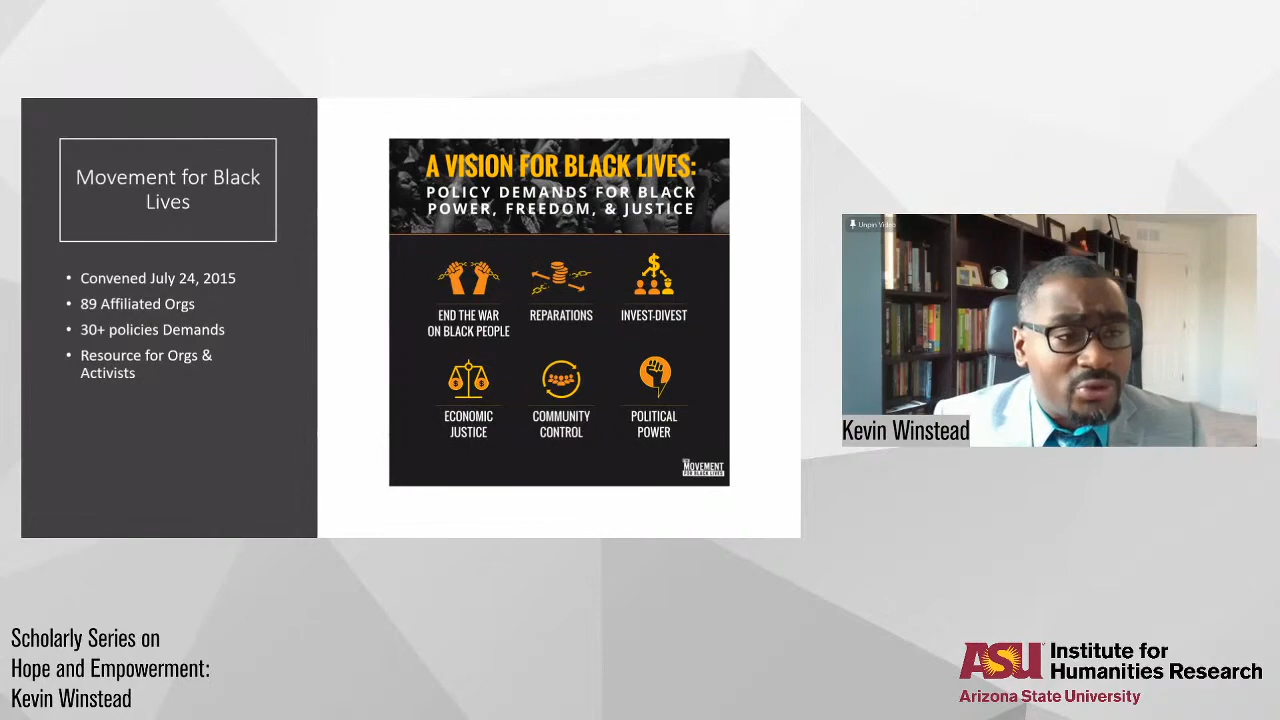 Movement for Black
Lives
• Convened July 24, 2015
• 89 Affiliated Orgs
• 30+ policies Demands
• Resource for Orgs &
Activists
A VISION FOR BLACK LIVES:
POLICY DEMANDS FOR BLACK
POWER, FREEDOM, & JUSTICE
END THE WAR
ON BLACK PEOPLE
REPARATIONS
INVEST-DIVEST
ECONOMIC
JUSTICE
COMMUNITY
CONTROL
POLITICAL
POWER
THE
MOVEMENT
FOR BLACK LIVES
Unpin Video
Kevin Winstead
Scholarly Series on
Hope and Empowerment:
Kevin Winstead
ASU Institute for
Humanities Research
Arizona State University